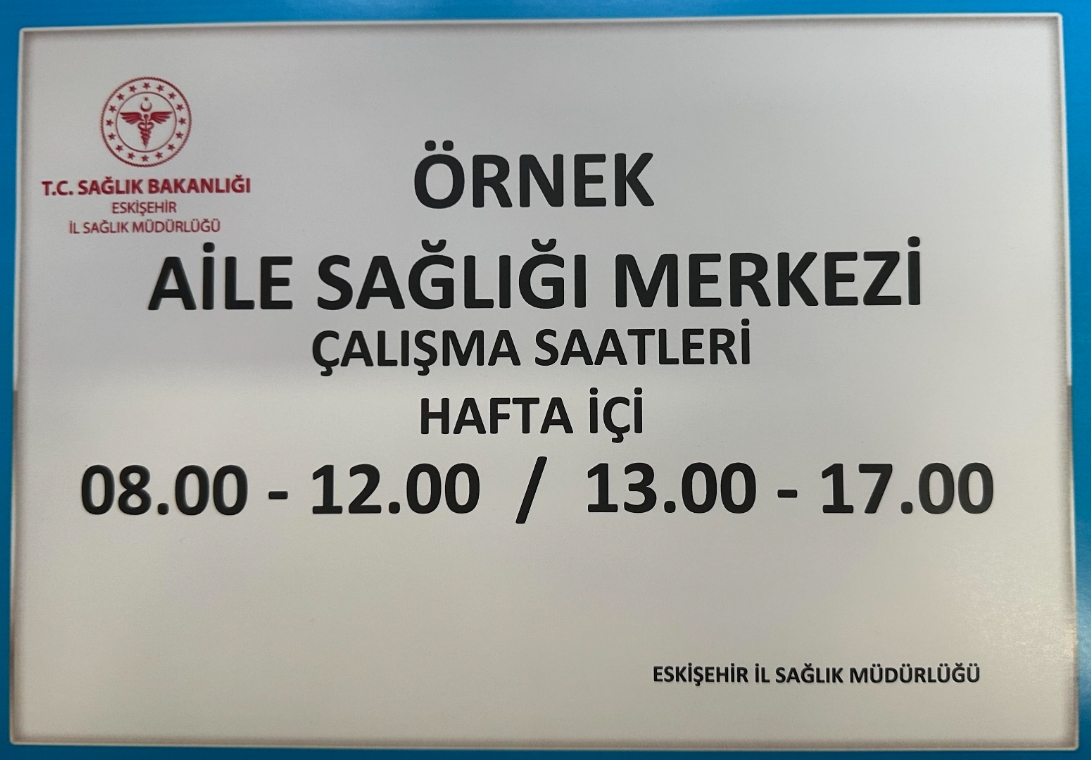 T.C. SAĞLIK BAKANLIĞI
ESKİŞEHİR
İL SAĞLIK MÜDÜRLÜĞÜ
ÖRNEK
AİLE SAĞLIĞI MERKEZİ
ÇALIŞMA SAATLERİ
HAFTA İÇİ
08.00 - 12.00 / 13.00 - 17.00
ESKİŞEHİR İL SAĞLIK MÜDÜRLÜĞÜ